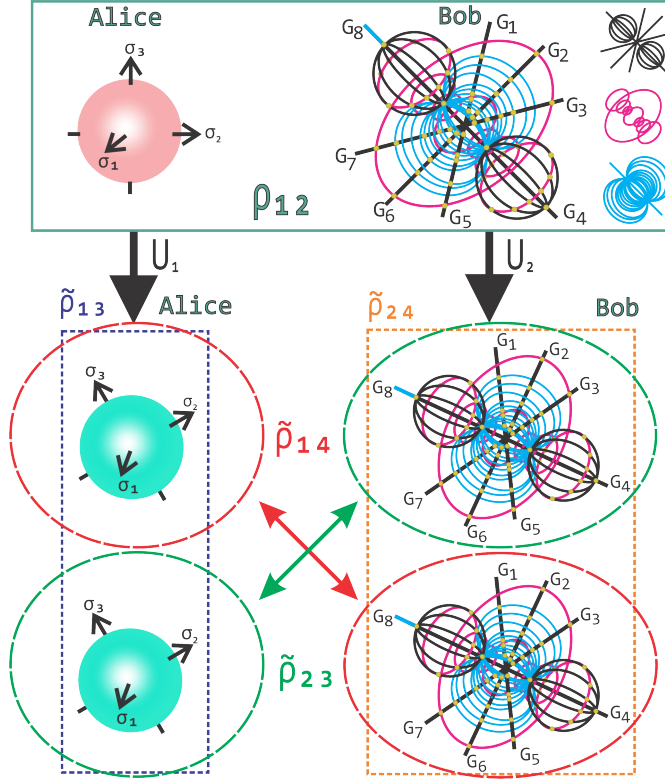 Alice
Bob
σ₃
σ₂
σ₁
G₈
G₁
G₂
G₃
G₇
G₆
G₅
G₄
ρ₁₂
U₁
U₂
ρ̃₁₃
Alice
ρ̃₂₄
Bob
σ₃
σ₂
σ₁
ρ̃₁₄
G₁
G₂
G₈
G₃
G₇
G₄
G₆
G₅
σ₃
σ₂
σ₁
ρ̃₂₃
G₁
G₂
G₈
G₃
G₇
G₄
G₆
G₅